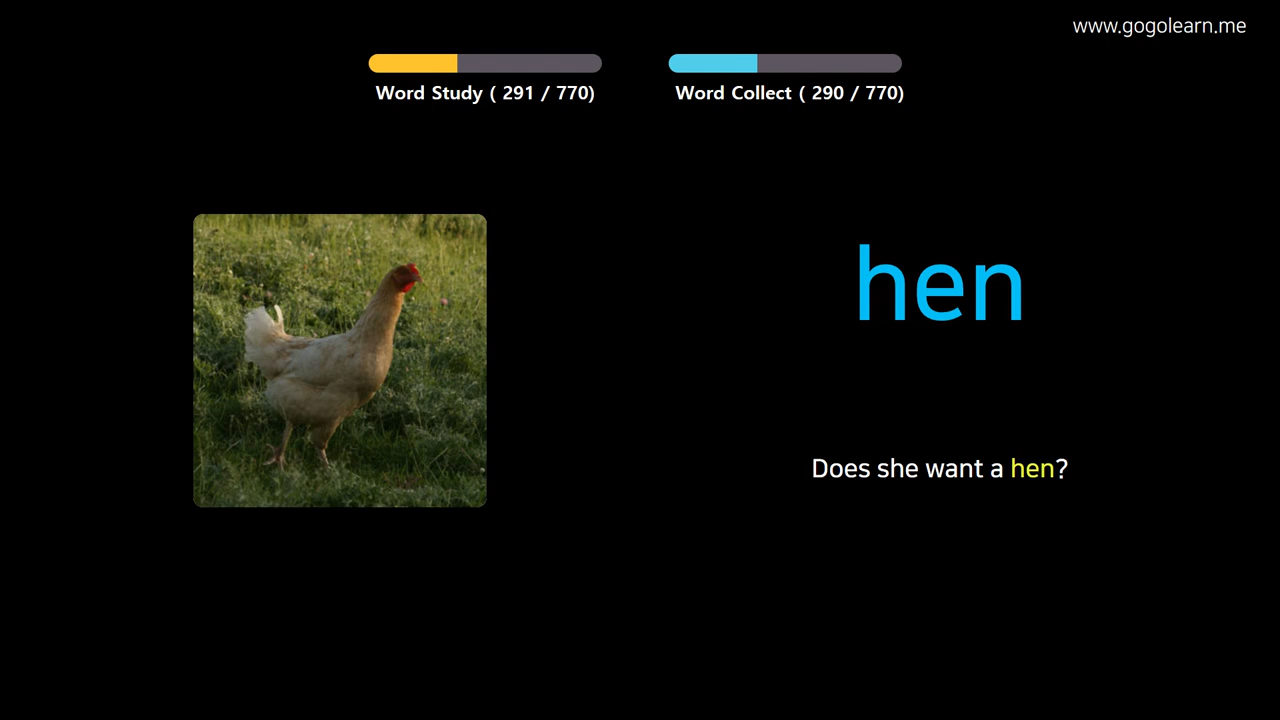 www.gogolearn.me
Word Study ( 291 / 770)
Word Collect ( 290 / 770)
hen
Does she want a hen?